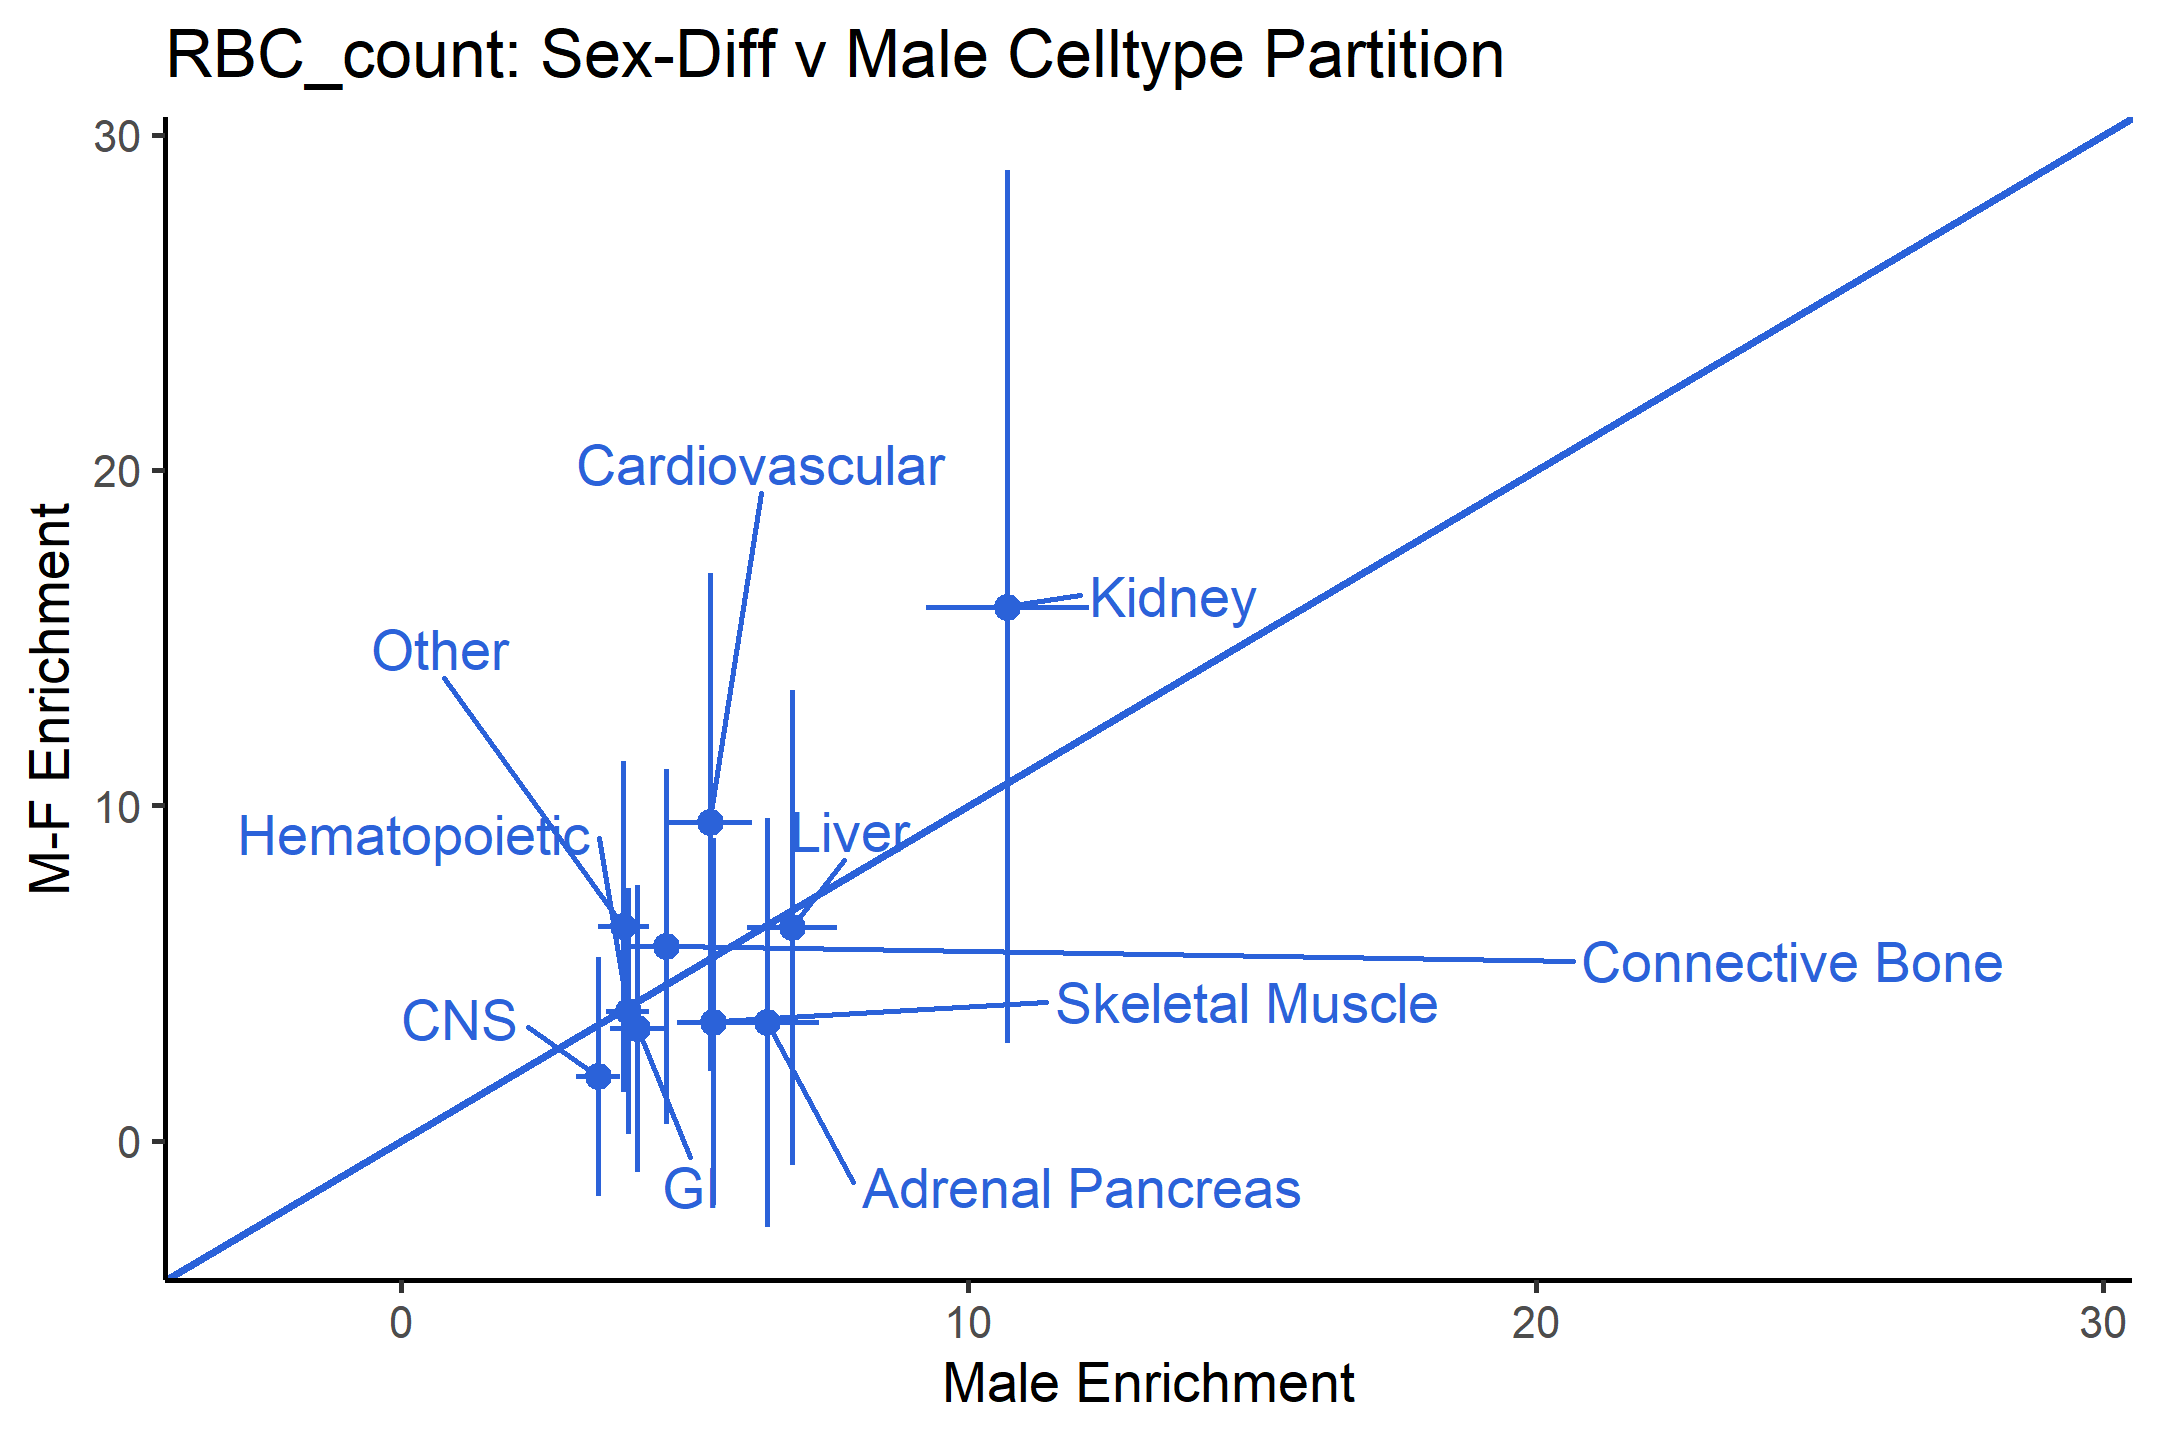 RBC_count: Sex-Diff v Male Celltype Partition
30
20
10
0
M-F Enrichment
Cardiovascular
Kidney
Other
Hematopoietic
Liver
Connective Bone
Skeletal Muscle
CNS
GI
Adrenal Pancreas
0
10
20
30
Male Enrichment